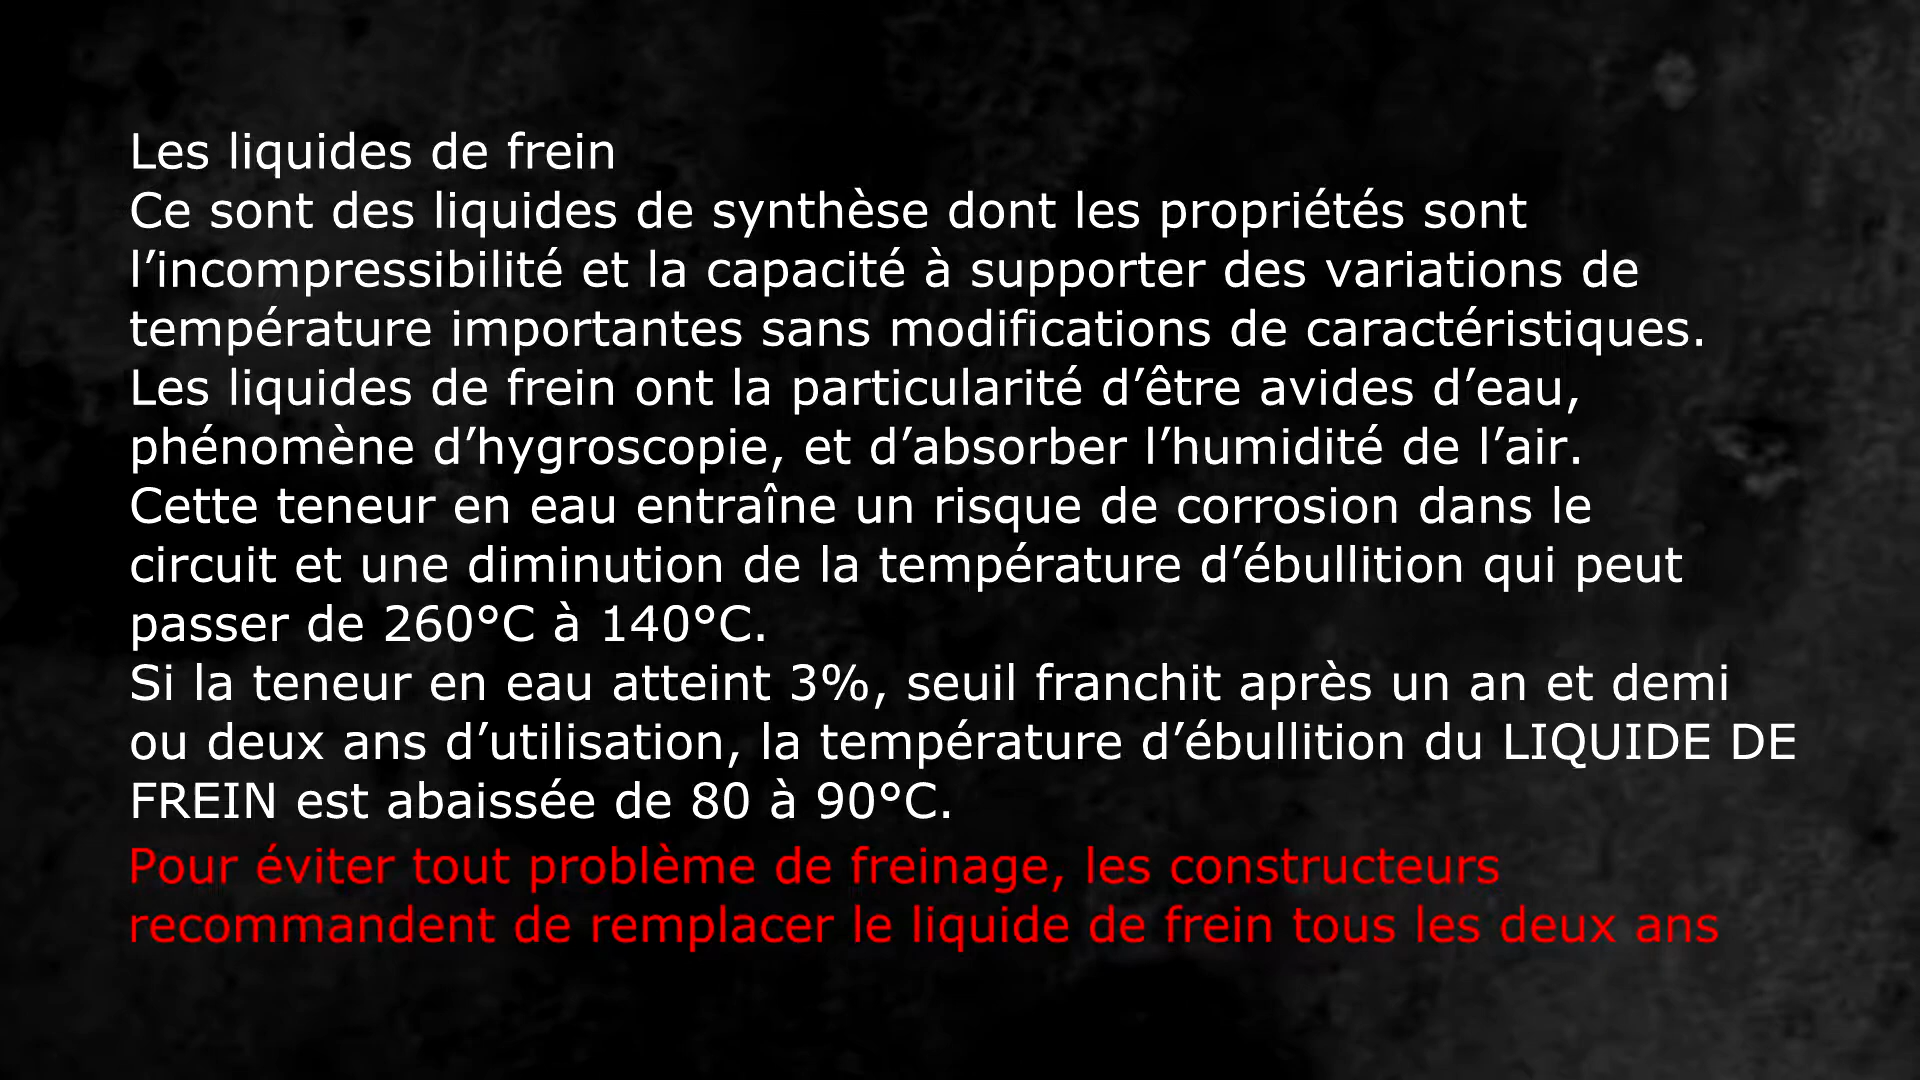 Les liquides de frein
Ce sont des liquides de synthèse dont les propriétés sont
l’incompressibilité et la capacité à supporter des variations de
température importantes sans modifications de caractéristiques.
Les liquides de frein ont la particularité d’être avides d’eau,
phénomène d’hygroscopie, et d’absorber l’humidité de l’air.
Cette teneur en eau entraîne un risque de corrosion dans le
circuit et une diminution de la température d’ébullition qui peut
passer de 260°C à 140°C.
Si la teneur en eau atteint 3%, seuil franchit après un an et demi
ou deux ans d’utilisation, la température d’ébullition du LIQUIDE DE
FREIN est abaissée de 80 à 90°C.
Pour éviter tout problème de freinage, les constructeurs
recommandent de remplacer le liquide de frein tous les deux ans